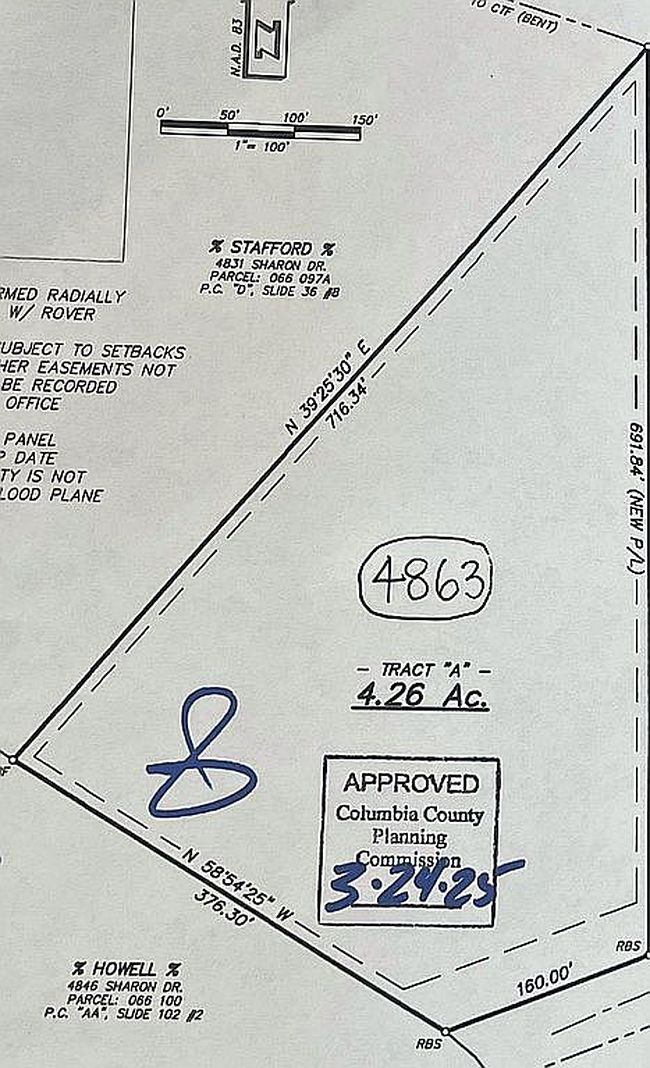 TO CTF (BENT)
N.A.D. 83
N
0' 50' 100' 150'
1"= 100'
% STAFFORD %
4831 SHARON DR.
PARCEL: 066 097A
P.C. "D", SLIDE 36 #8
RMED RADIALLY
W/ ROVER
UBJECT TO SETBACKS
HER EASEMENTS NOT
BE RECORDED
OFFICE
PANEL
P DATE
TY IS NOT
LOOD PLANE
N 39°25'30" E
716.34'
691.84' (NEW P/L)
4863
- TRACT "A" -
4.26 Ac.
8
APPROVED
Columbia County
Planning
Commission
3.24.25
N 58°54'25" W
376.30'
RBS
160.00'
RBS
% HOWELL %
4846 SHARON DR.
PARCEL: 066 100
P.C. "AA", SLIDE 102 #2